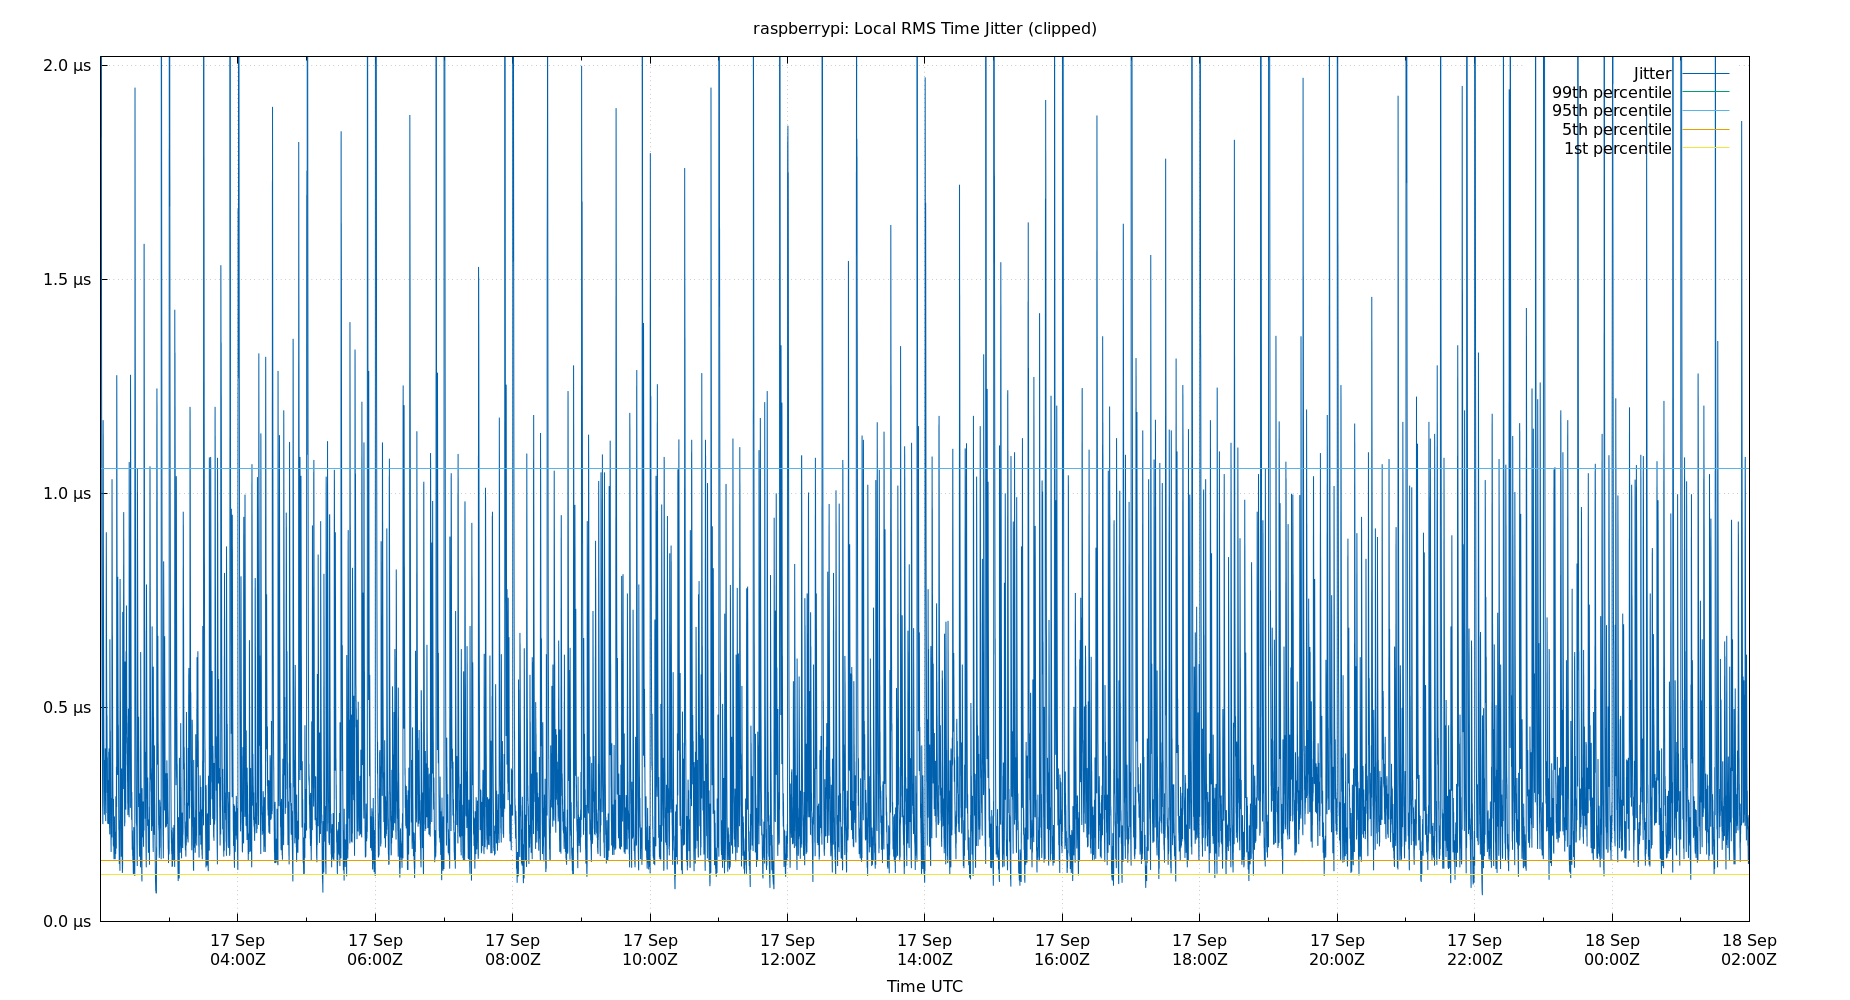 raspberrypi: Local RMS Time Jitter (clipped)
2.0 µs
1.5 µs
1.0 µs
0.5 µs
0.0 µs
Jitter
99th percentile
95th percentile
5th percentile
1st percentile
17 Sep 17 Sep 17 Sep 17 Sep 17 Sep 17 Sep 17 Sep 17 Sep 17 Sep 17 Sep 18 Sep 18 Sep
04:00Z 06:00Z 08:00Z 10:00Z 12:00Z 14:00Z 16:00Z 18:00Z 20:00Z 22:00Z 00:00Z 02:00Z
Time UTC